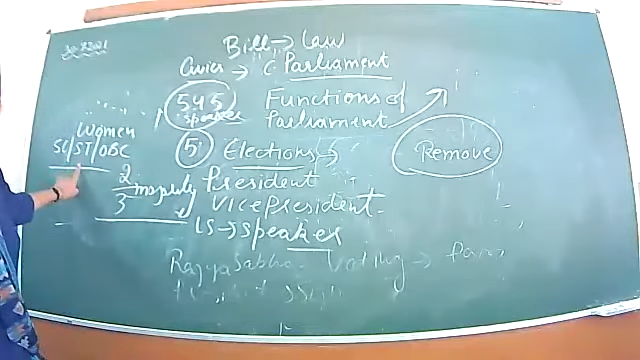 Bill → Law
Civics → C Parliament
545 Functions of
speaker Parliament
Women
SC/ST/OBC
5 Elections → Remove
2/3 majority President
Vice President
LS → speaker
Rajya Sabha Voting →